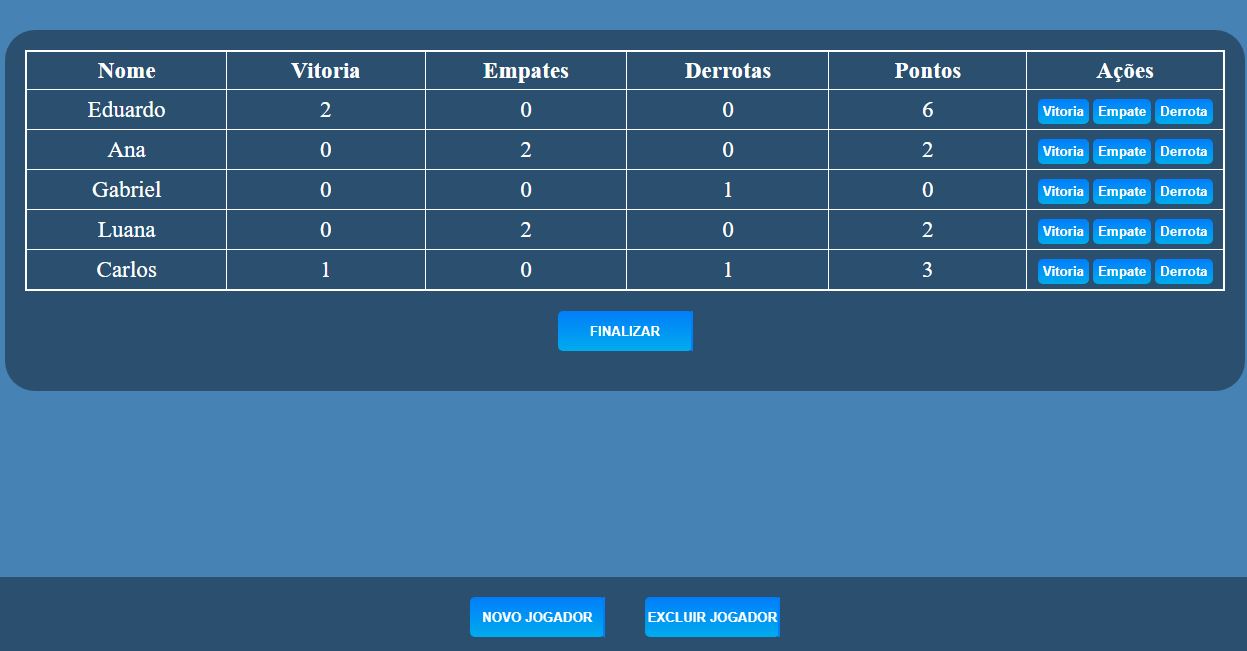 Nome Vitoria Empates Derrotas Pontos Ações
Eduardo 2 0 0 6 Vitoria Empate Derrota
Ana 0 2 0 2 Vitoria Empate Derrota
Gabriel 0 0 1 0 Vitoria Empate Derrota
Luana 0 2 0 2 Vitoria Empate Derrota
Carlos 1 0 1 3 Vitoria Empate Derrota
FINALIZAR
NOVO JOGADOR EXCLUIR JOGADOR